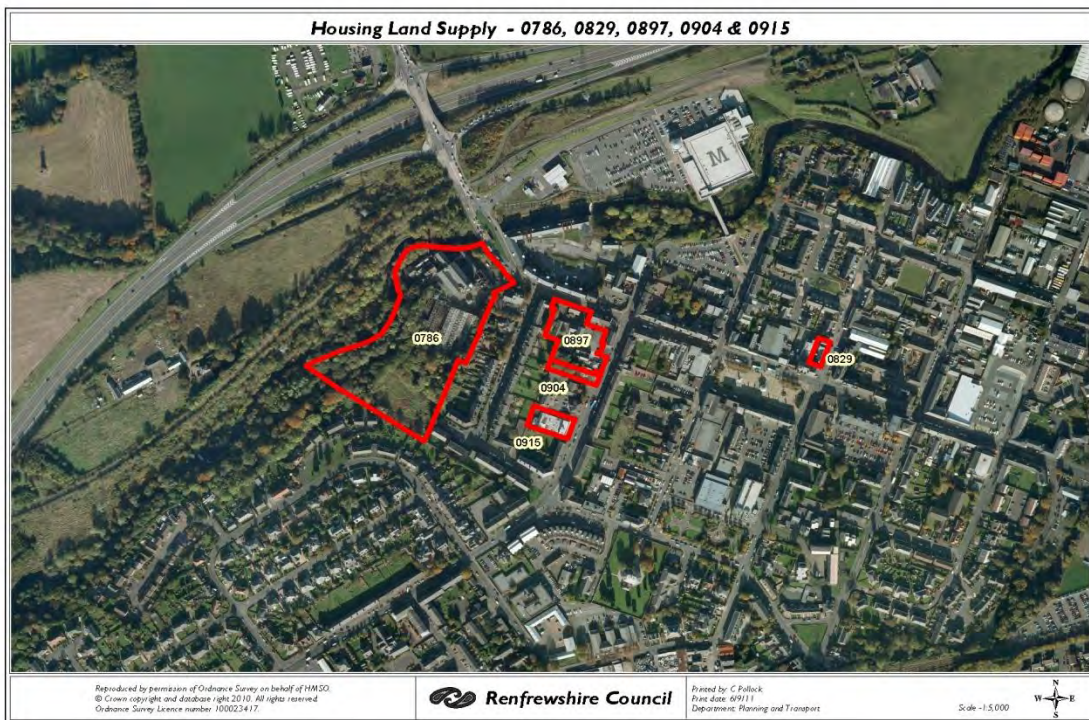 Housing Land Supply - 0786, 0829, 0897, 0904 & 0915
M
0786
0897
0829
0904
0915
Reproduced by permission of Ordnance Survey on behalf of HMSO.
© Crown copyright and database right 2010. All rights reserved.
Ordnance Survey Licence number 100023417.
Renfrewshire Council
Printed by: C Pollock
Print date: 6/9/11
Department: Planning and Transport
Scale -1:5,000
N
W E
S